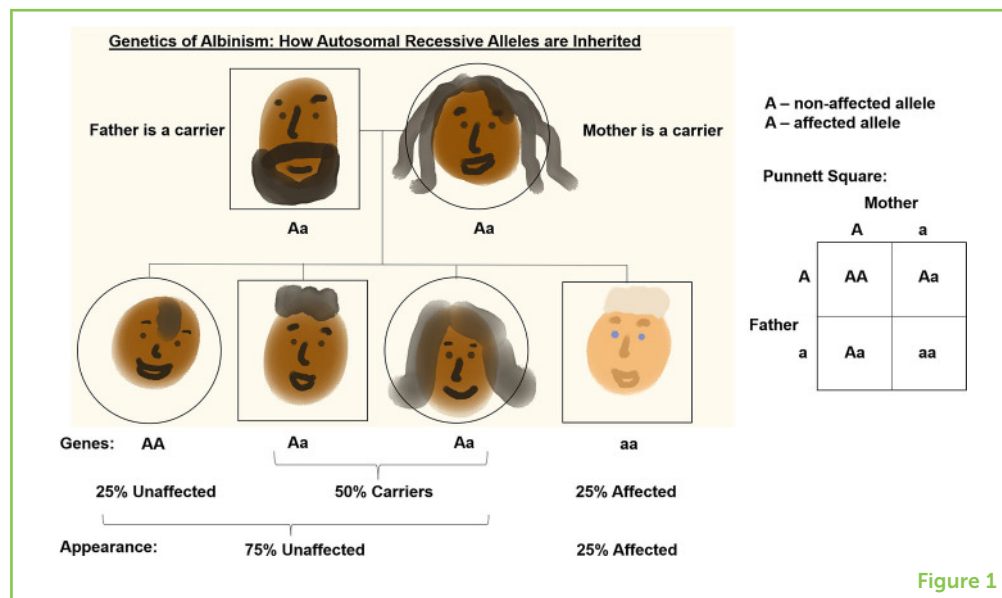 Genetics of Albinism: How Autosomal Recessive Alleles are Inherited
Father is a carrier
Mother is a carrier
Aa
Aa
Genes:
AA
Aa
Aa
aa
25% Unaffected
50% Carriers
25% Affected
Appearance:
75% Unaffected
25% Affected
A – non-affected allele
A – affected allele
Punnett Square:
Mother
A
a
A
AA
Aa
Father
a
Aa
aa
Figure 1